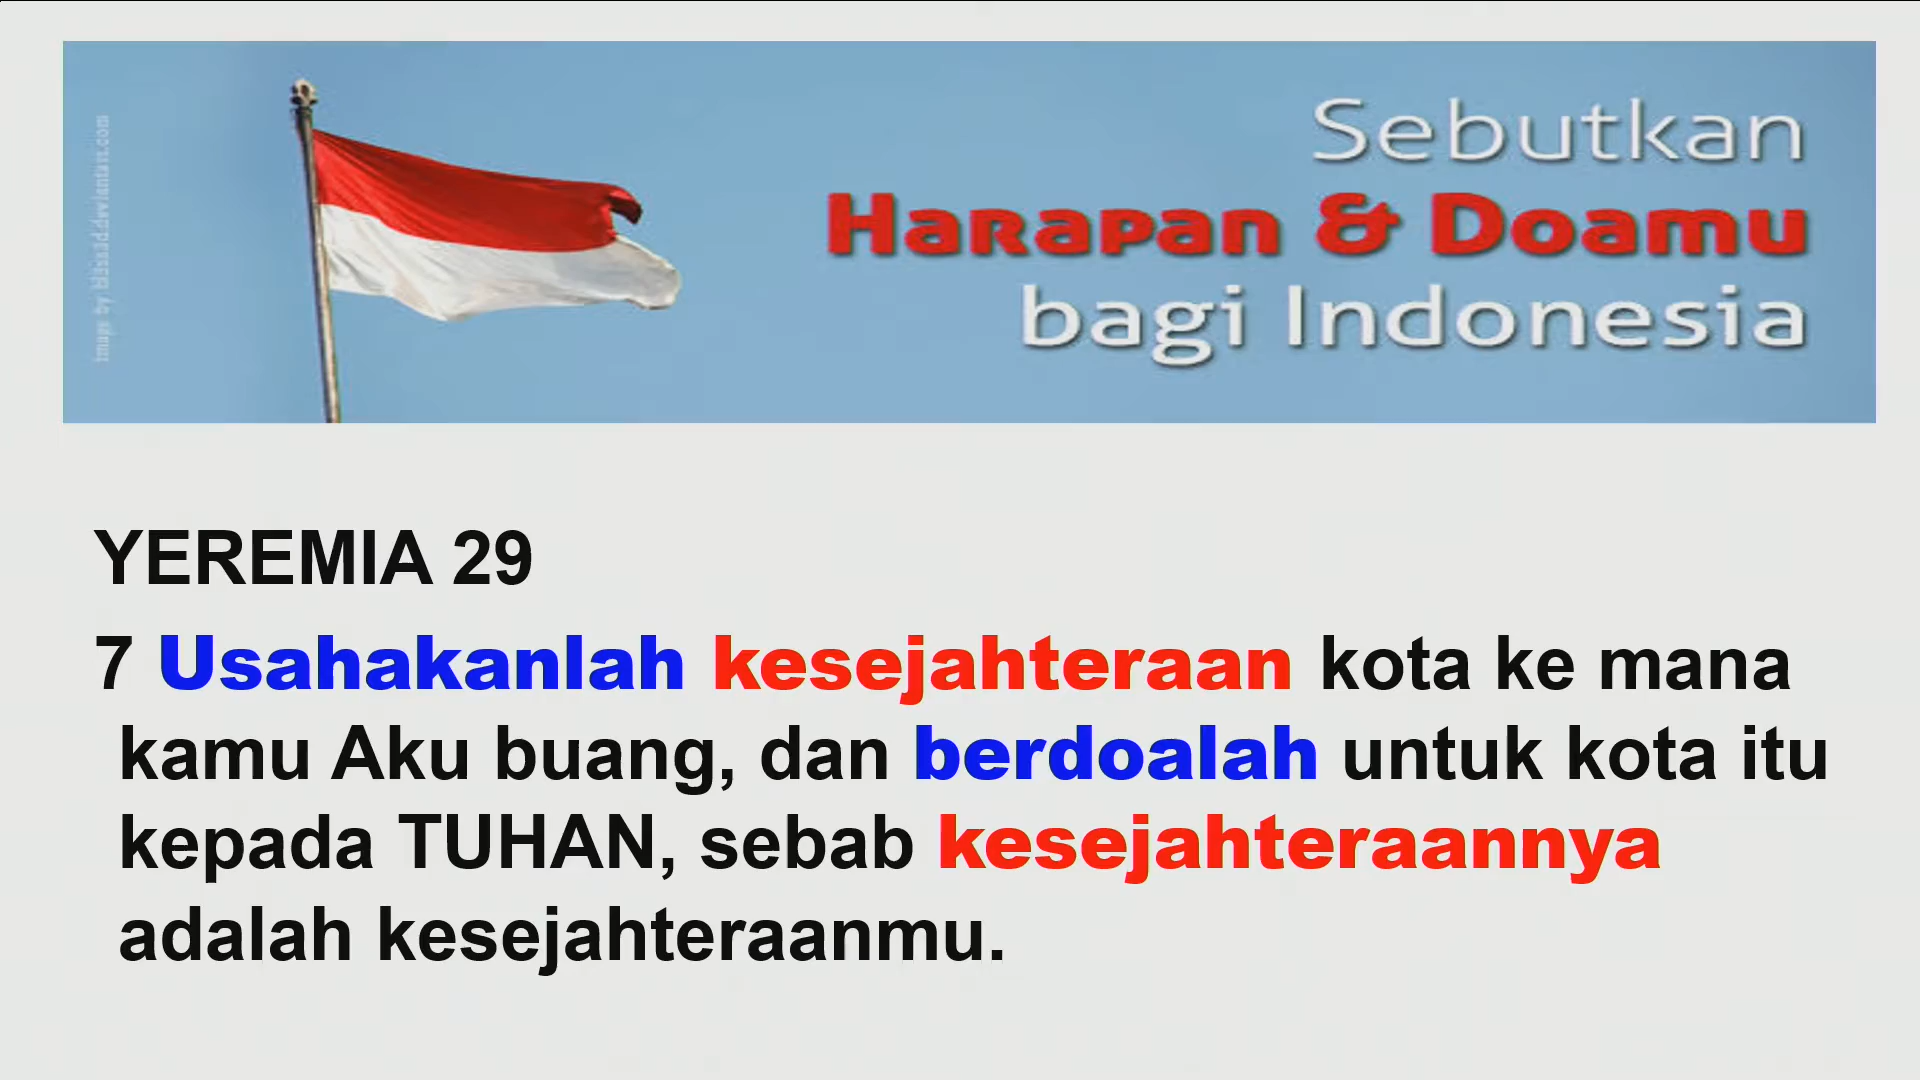 Sebutkan
Harapan & Doamu
bagi Indonesia
YEREMIA 29
7 Usahakanlah kesejahteraan kota ke mana
kamu Aku buang, dan berdoalah untuk kota itu
kepada TUHAN, sebab kesejahteraannya
adalah kesejahteraanmu.